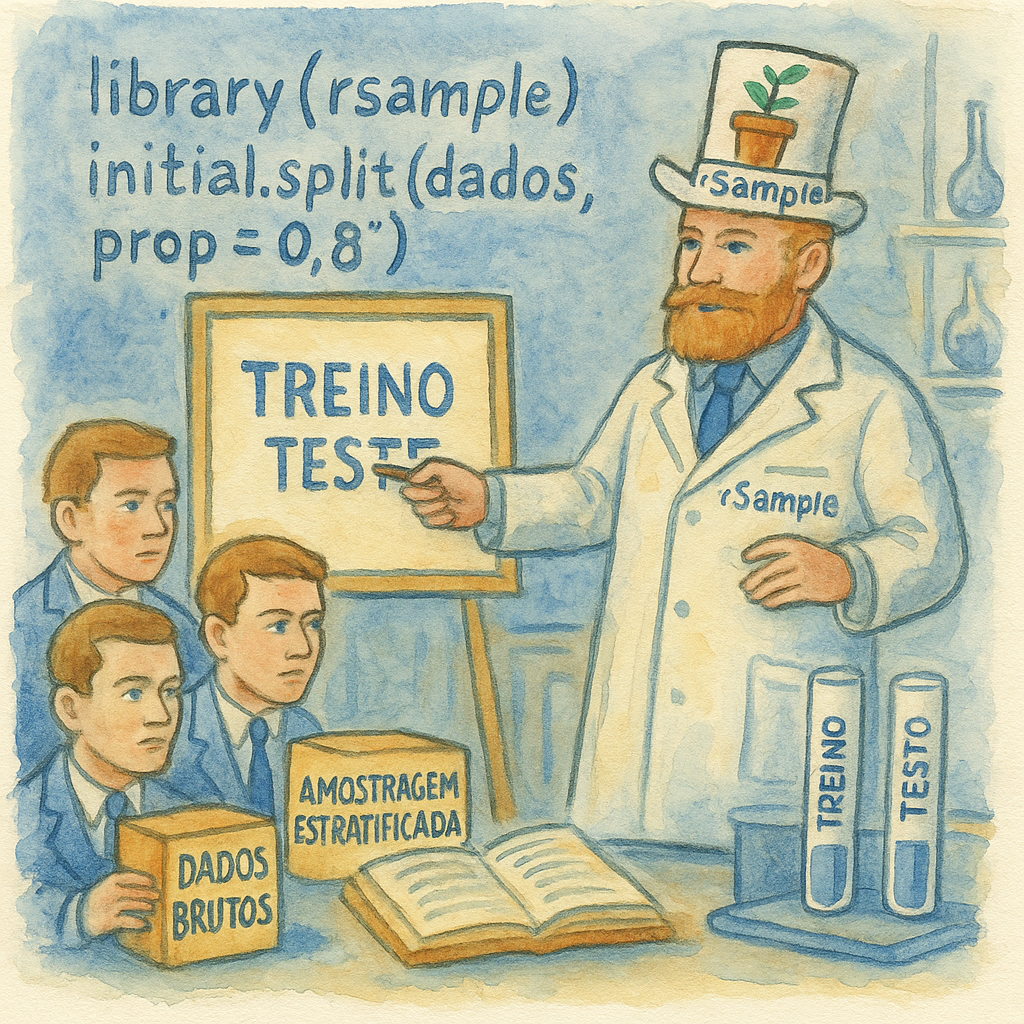 library (rsample)
initial.split (dados,
prop = 0,8")
rSample
TREINO
TESTE
rSample
AMOSTRAGEM
ESTRATIFICADA
DADOS
BRUTOS
TREINO
TESTO